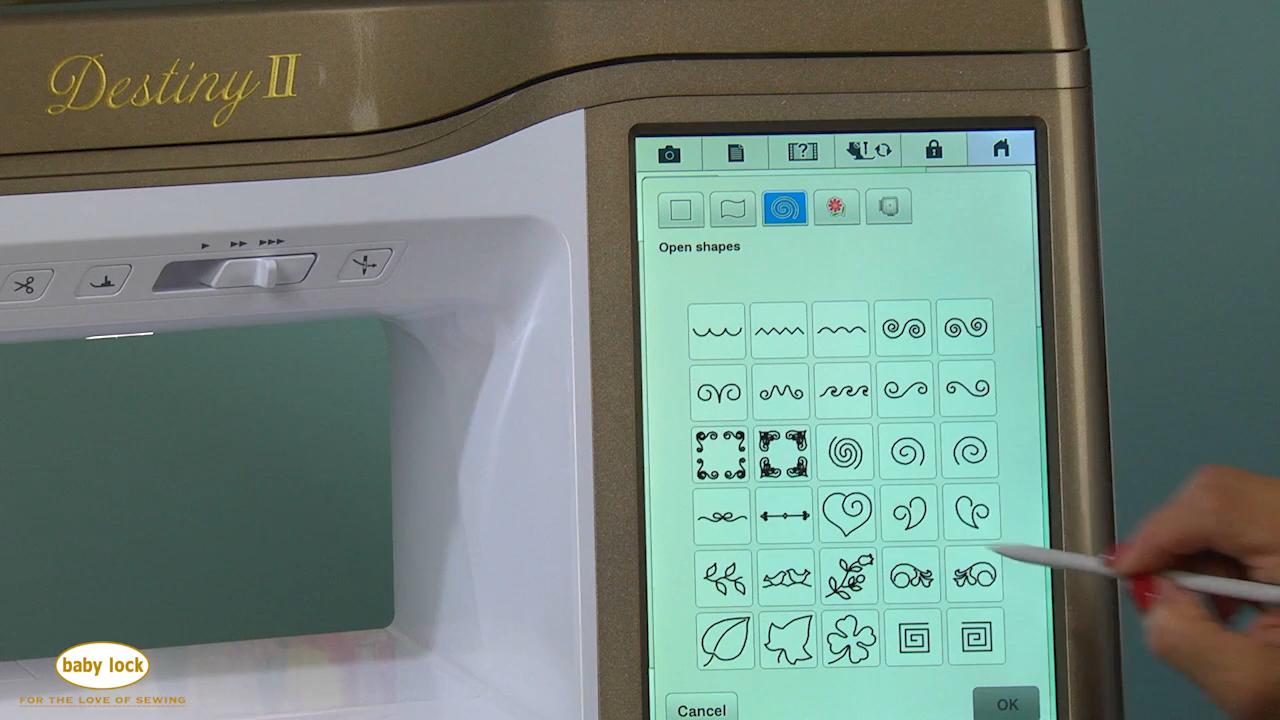 Destiny II
Open shapes
Cancel
OK
baby lock
FOR THE LOVE OF SEWING